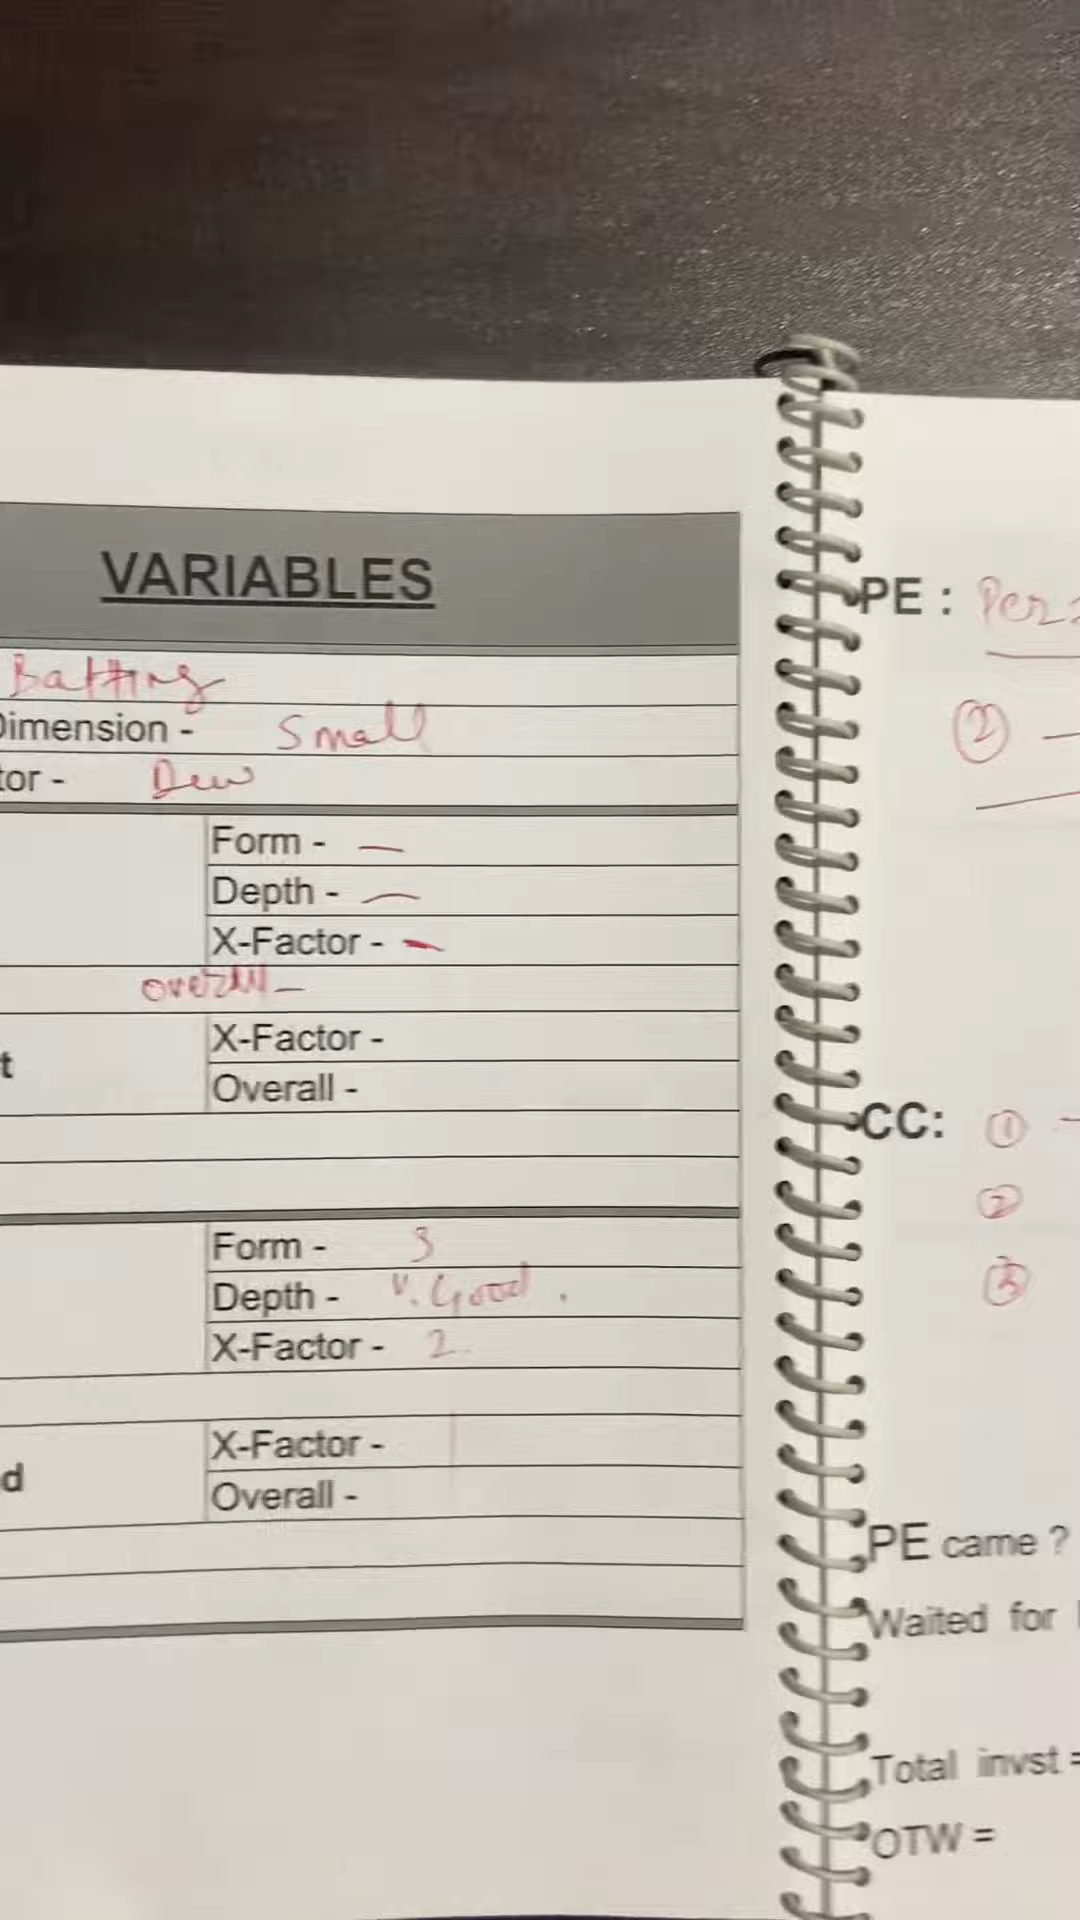 VARIABLES
Batting
Dimension - Small
tor - Dew
Form - —
Depth - —
X-Factor - -
overall -
X-Factor -
t
Overall -
Form - 3
Depth - V. Good .
X-Factor - 2.
X-Factor -
d
Overall -
PE :
②  -
CC: ① -
②
③
PE came ?
Waited for
Total invst =
OTW =